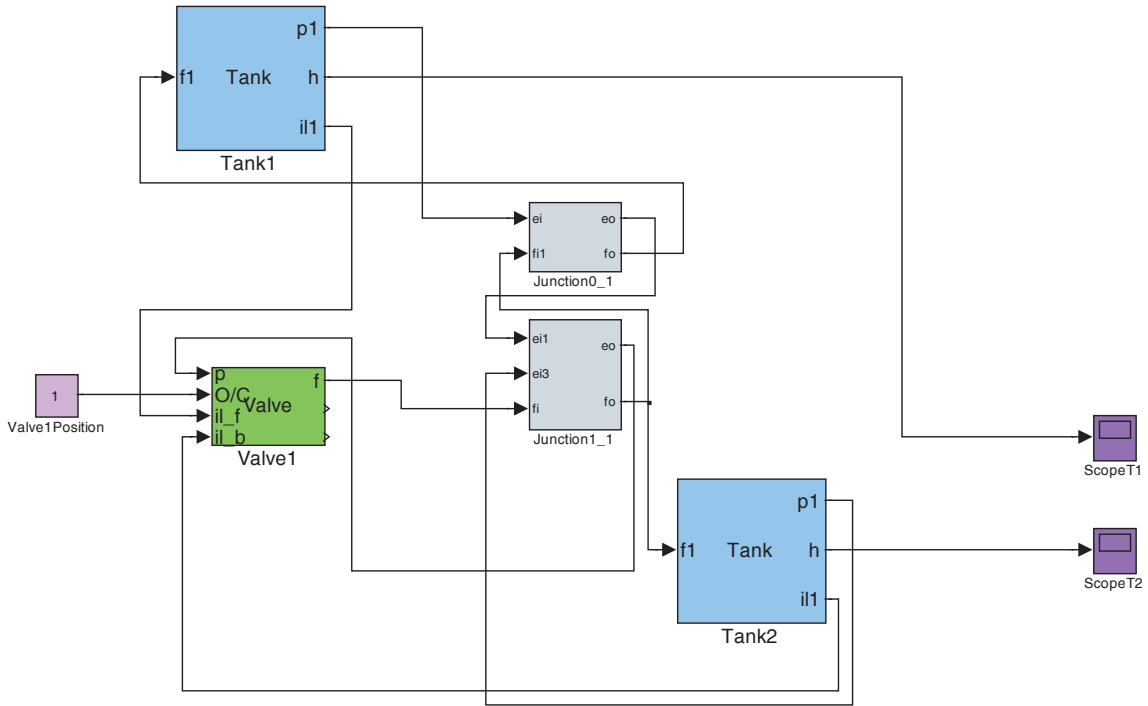 p1
f1 Tank h
il1
Tank1
ei eo
fi1 fo
Junction0_1
ei1 eo
ei3
fi fo
Junction1_1
1
Valve1Position
p f
O/C Valve
il_f
il_b
Valve1
ScopeT1
p1
f1 Tank h
il1
Tank2
ScopeT2